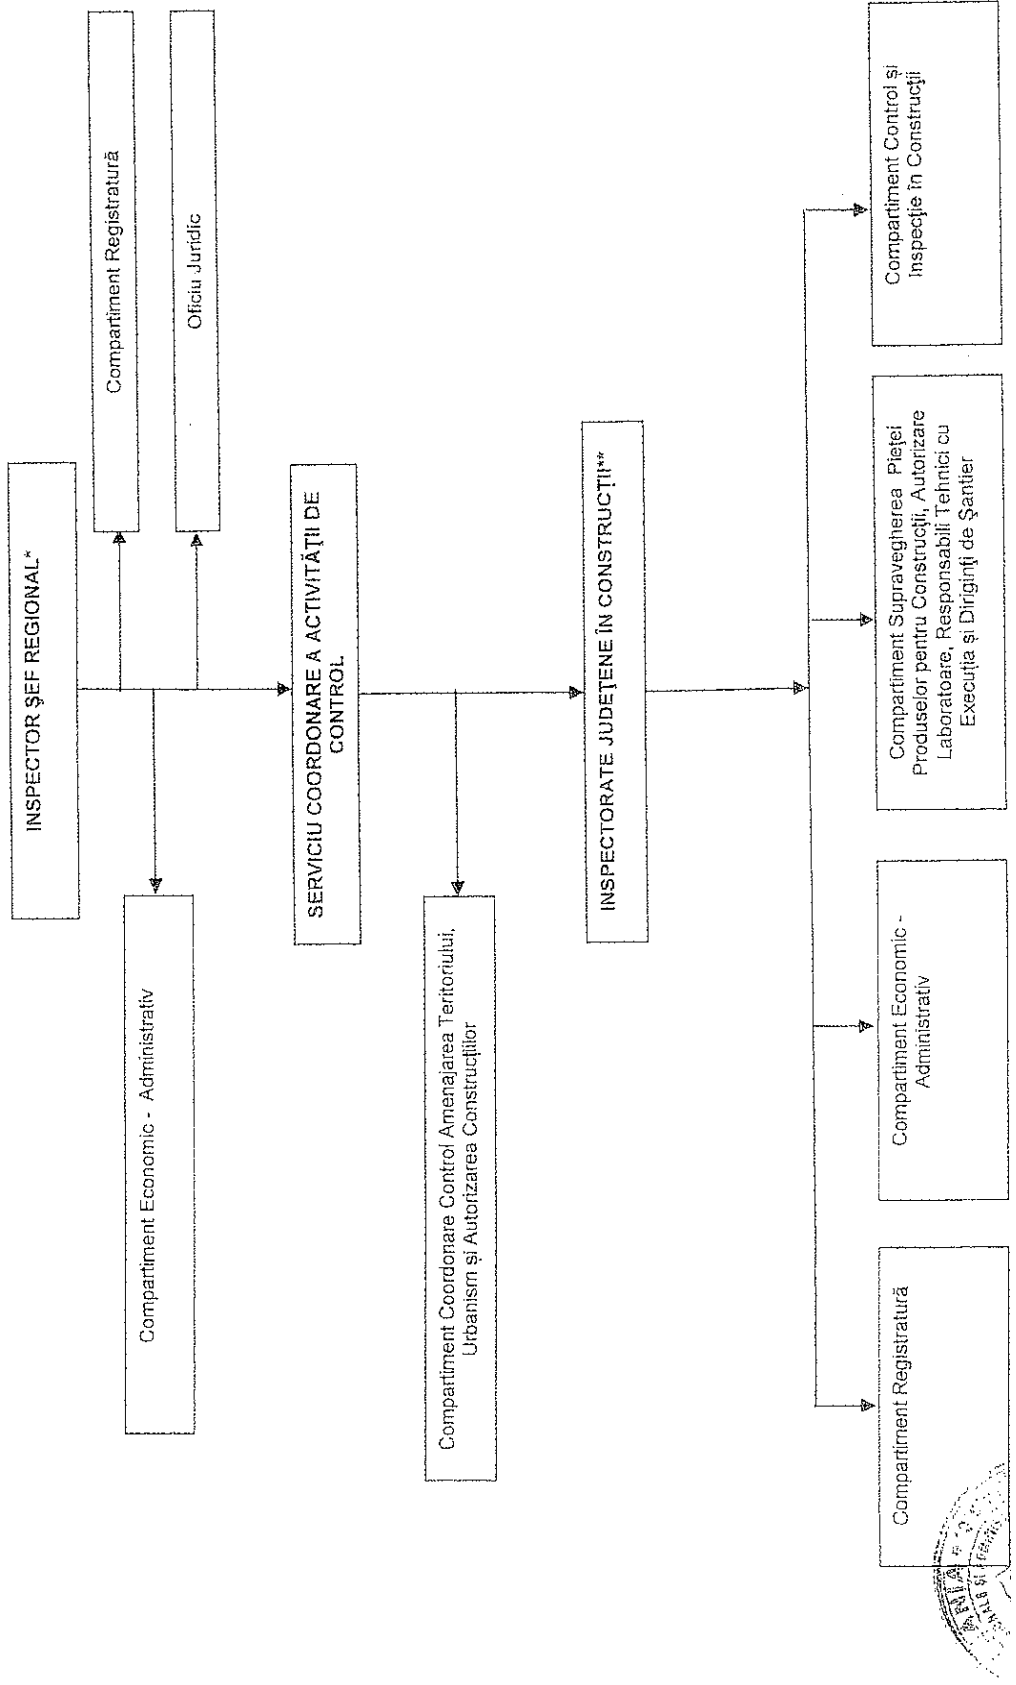 INSPECTOR ŞEF REGIONAL*
Compartiment Registratură
Compartiment Economic - Administrativ
Oficiu Juridic
SERVICIU COORDONARE A ACTIVITĂŢII DE
CONTROL
Compartiment Coordonare Control Amenajarea Teritoriului,
Urbanism şi Autorizarea Construcţiilor
INSPECTORATE JUDEŢENE ÎN CONSTRUCŢII**
Compartiment Registratură
Compartiment Economic -
Administrativ
Compartiment Supravegherea Pieţei
Produselor pentru Construcţii, Autorizare
Laboratoare, Responsabili Tehnici cu
Execuţia şi Diriginţi de Şantier
Compartiment Control şi
Inspecţie în Construcţii